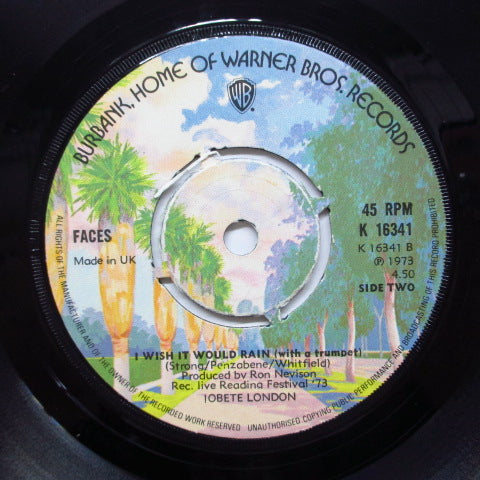 BURBANK, HOME OF WARNER BROS. RECORDS
WB
FACES
Made in UK
45 RPM
K 16341
K 16341 B
℗ 1973
4.50
SIDE TWO
I WISH IT WOULD RAIN (with a trumpet)
(Strong/Penzabene/Whitfield)
Produced by Ron Nevison
Rec. live Reading Festival '73
JOBETE LONDON
ALL RIGHTS OF THE MANUFACTURER AND OF THE OWNER OF THE RECORDED WORK RESERVED UNAUTHORISED COPYING PUBLIC PERFORMANCE AND BROADCASTING OF THIS RECORD PROHIBITED